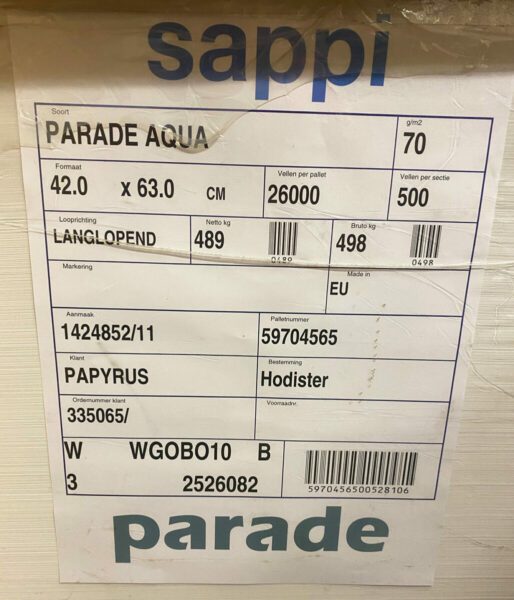 sappi
Soort
PARADE AQUA
g/m2
70
Formaat
42.0 x 63.0 CM
Vellen per pallet
26000
Vellen per sectie
500
Looprichting
LANGLOPEND
Netto kg
489
0489
Bruto kg
498
0498
Markering
Made in
EU
Aanmaak
1424852/11
Palletnummer
59704565
Klant
PAPYRUS
Bestemming
Hodister
Ordernummer klant
335065/
Voorraadnr.
W WGOBO10 B
3 2526082
5970456500528106
parade